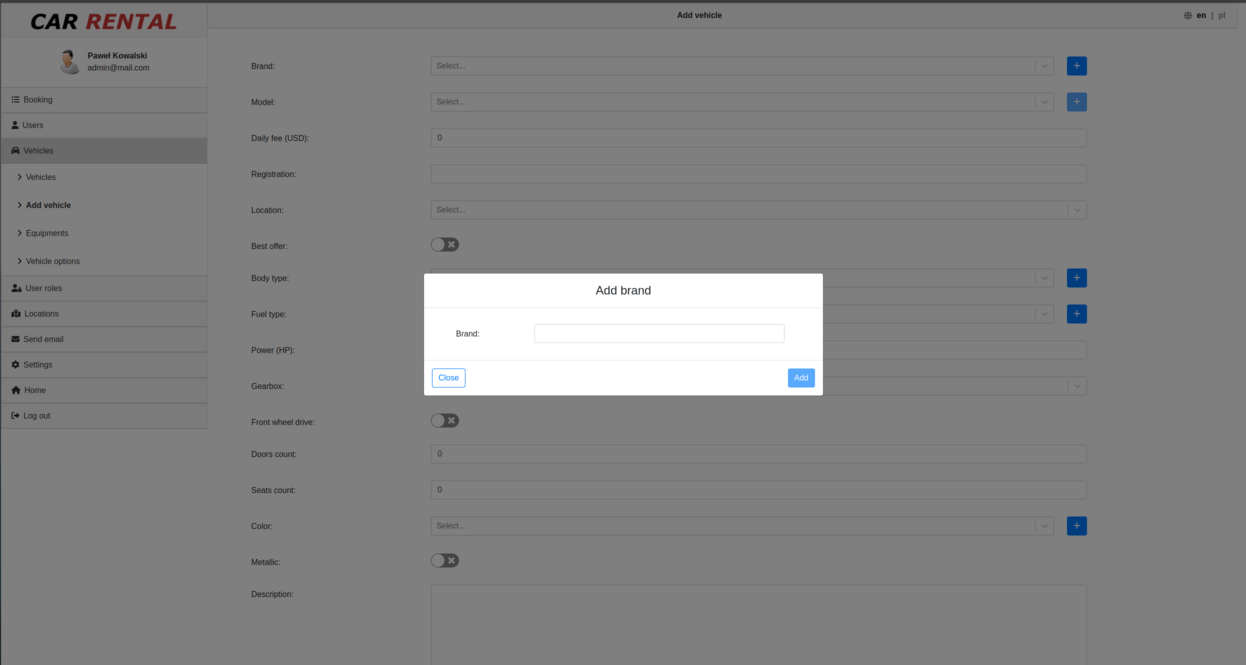 CAR RENTAL
Paweł Kowalski
admin@mail.com
Booking
Users
Vehicles
Vehicles
Add vehicle
Equipments
Vehicle options
User roles
Locations
Send email
Settings
Home
Log out
Add vehicle
en | pl
Brand: Select... +
Model: Select... +
Daily fee (USD): 0
Registration:
Location: Select...
Best offer:
Body type: +
Fuel type: +
Power (HP):
Gearbox:
Front wheel drive:
Doors count: 0
Seats count: 0
Color: Select... +
Metallic:
Description:
Add brand
Brand:
Close Add